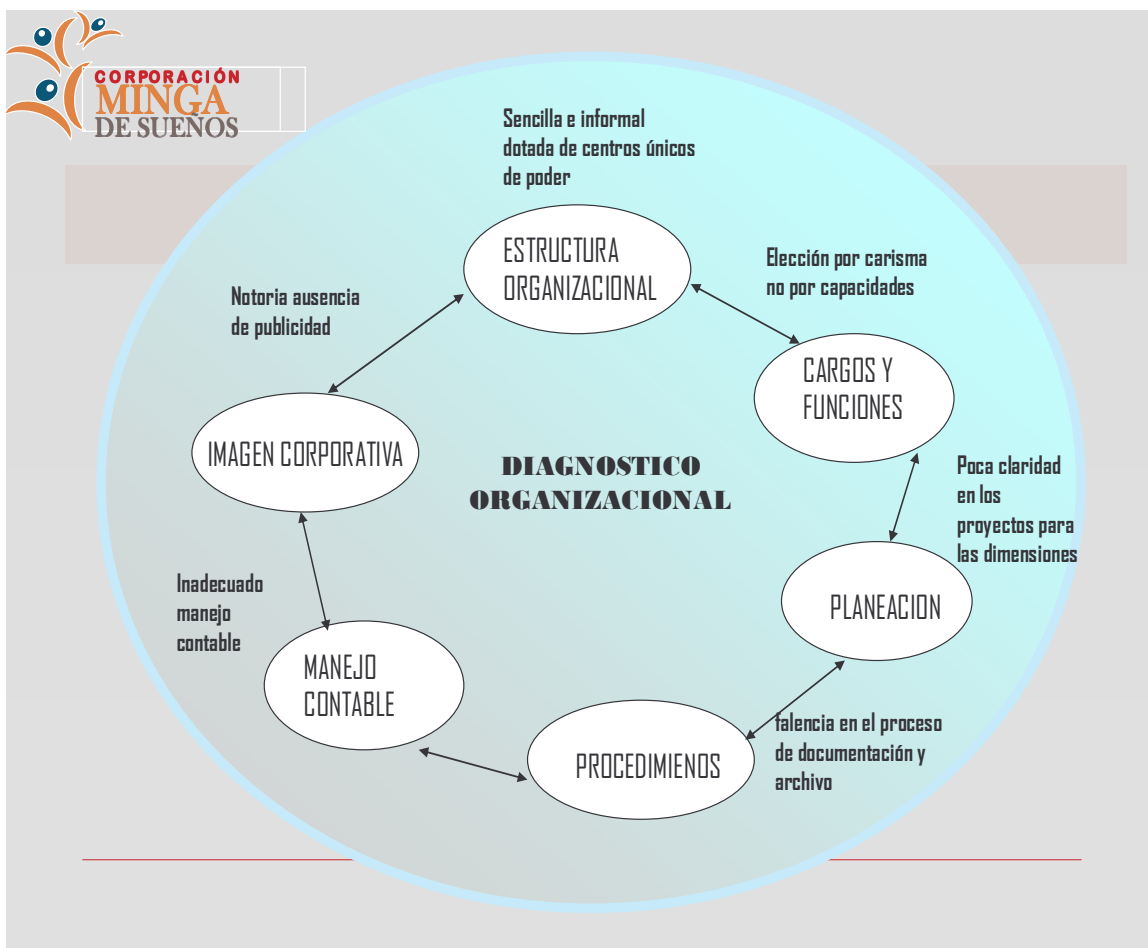 CORPORACIÓN
MINGA
DE SUEÑOS
Sencilla e informal
dotada de centros únicos
de poder
ESTRUCTURA
ORGANIZACIONAL
Elección por carisma
no por capacidades
Notoria ausencia
de publicidad
CARGOS Y
FUNCIONES
IMAGEN CORPORATIVA
DIAGNOSTICO
ORGANIZACIONAL
Poca claridad
en los
proyectos para
las dimensiones
Inadecuado
manejo
contable
PLANEACION
MANEJO
CONTABLE
falencia en el proceso
de documentación y
archivo
PROCEDIMIENOS